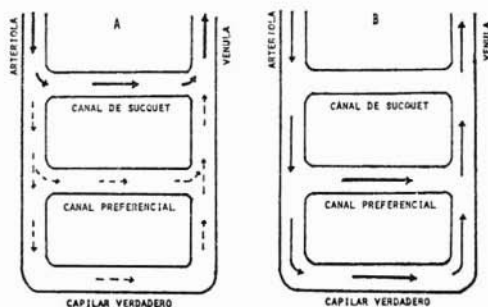 A
ARTERIOLA
VENULA
CANAL DE SUCQUET
CANAL PREFERENCIAL
CAPILAR VERDADERO
B
ARTERIOLA
VENULA
CANAL DE SUCQUET
CANAL PREFERENCIAL
CAPILAR VERDADERO